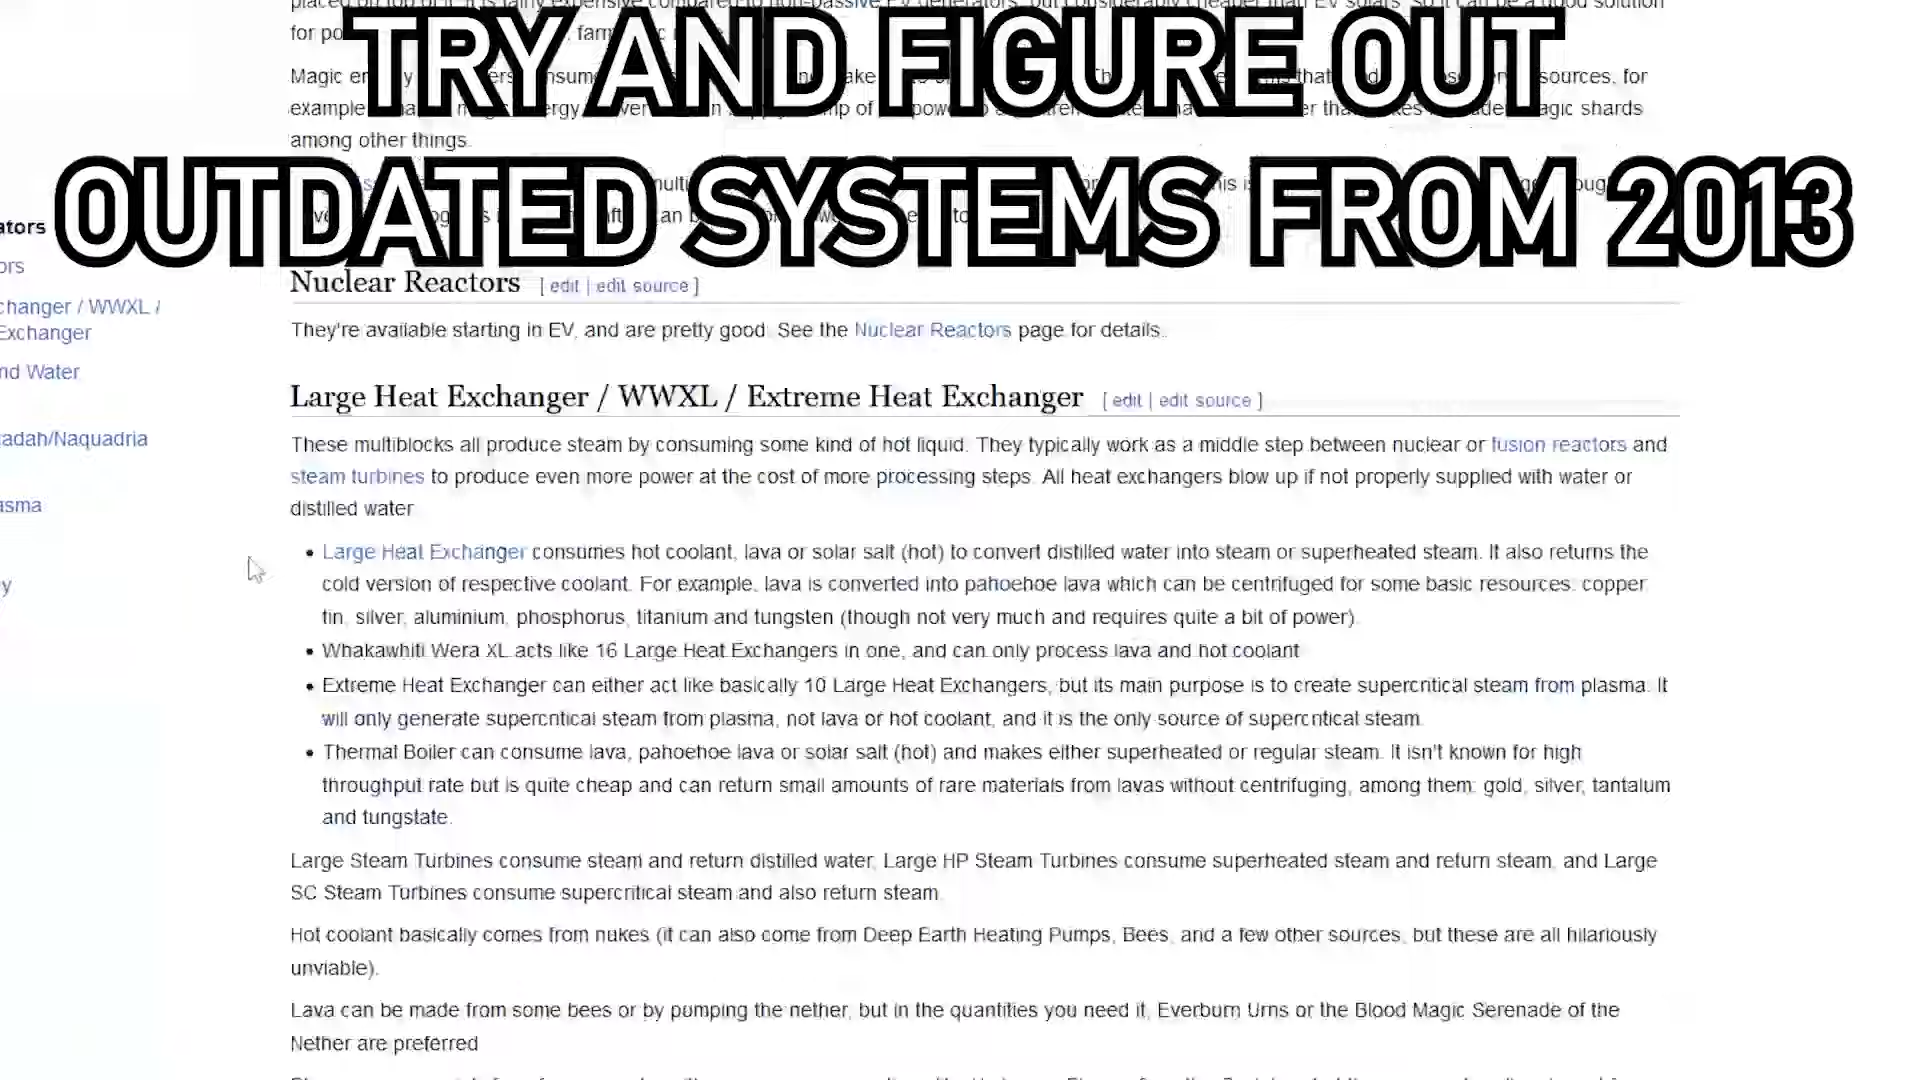 TRY AND FIGURE OUT
OUTDATED SYSTEMS FROM 2013
among other things.
ators
ors
changer / WWXL /
Exchanger
nd Water
adah/Naquadria
asma
y
Nuclear Reactors [ edit | edit source ]
They're available starting in EV, and are pretty good. See the Nuclear Reactors page for details.
Large Heat Exchanger / WWXL / Extreme Heat Exchanger [ edit | edit source ]
These multiblocks all produce steam by consuming some kind of hot liquid. They typically work as a middle step between nuclear or fusion reactors and
steam turbines to produce even more power at the cost of more processing steps. All heat exchangers blow up if not properly supplied with water or
distilled water.
• Large Heat Exchanger consumes hot coolant, lava or solar salt (hot) to convert distilled water into steam or superheated steam. It also returns the
cold version of respective coolant. For example, lava is converted into pahoehoe lava which can be centrifuged for some basic resources: copper
tin, silver, aluminium, phosphorus, titanium and tungsten (though not very much and requires quite a bit of power).
• Whakawhiti Wera XL acts like 16 Large Heat Exchangers in one, and can only process lava and hot coolant
• Extreme Heat Exchanger can either act like basically 10 Large Heat Exchangers, but its main purpose is to create supercritical steam from plasma. It
will only generate supercritical steam from plasma, not lava or hot coolant, and it is the only source of supercritical steam.
• Thermal Boiler can consume lava, pahoehoe lava or solar salt (hot) and makes either superheated or regular steam. It isn't known for high
throughput rate but is quite cheap and can return small amounts of rare materials from lavas without centrifuging, among them: gold, silver, tantalum
and tungstate.
Large Steam Turbines consume steam and return distilled water, Large HP Steam Turbines consume superheated steam and return steam, and Large
SC Steam Turbines consume supercritical steam and also return steam.
Hot coolant basically comes from nukes (it can also come from Deep Earth Heating Pumps, Bees, and a few other sources, but these are all hilariously
unviable).
Lava can be made from some bees or by pumping the nether, but in the quantities you need it, Everburn Urns or the Blood Magic Serenade of the
Nether are preferred